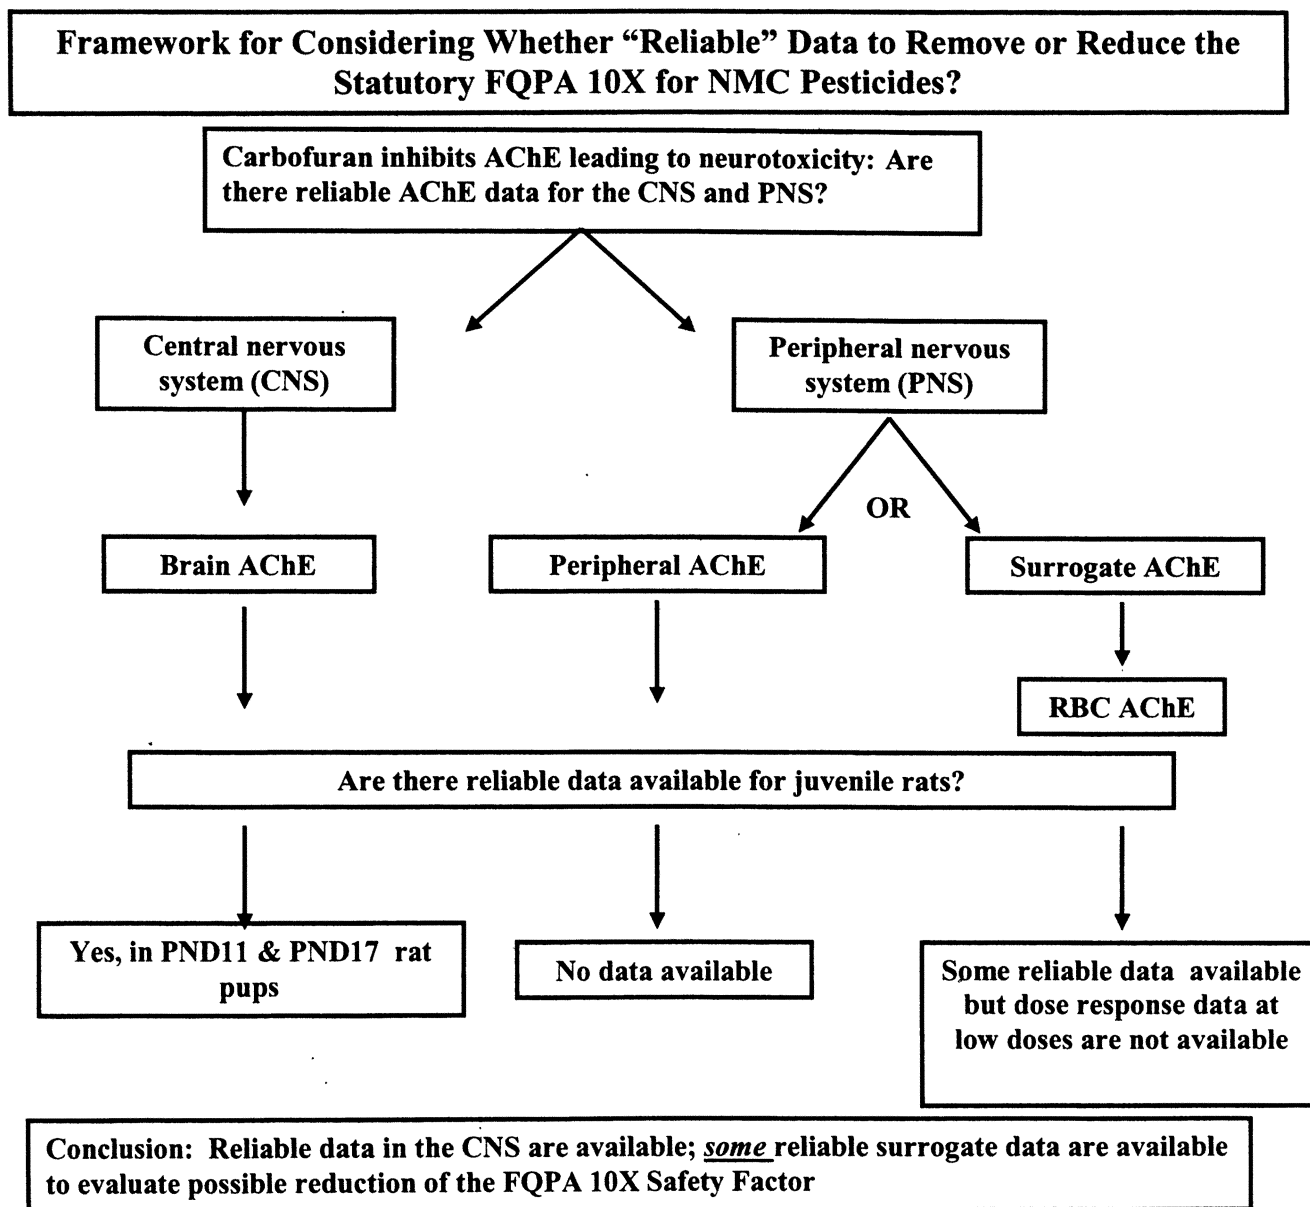 Framework for Considering Whether “Reliable” Data to Remove or Reduce the
Statutory FQPA 10X for NMC Pesticides?
Carbofuran inhibits AChE leading to neurotoxicity: Are
there reliable AChE data for the CNS and PNS?
Central nervous
system (CNS)
Peripheral nervous
system (PNS)
OR
Brain AChE
Peripheral AChE
Surrogate AChE
RBC AChE
Are there reliable data available for juvenile rats?
Yes, in PND11 & PND17 rat
pups
No data available
Some reliable data available
but dose response data at
low doses are not available
Conclusion: Reliable data in the CNS are available; some reliable surrogate data are available
to evaluate possible reduction of the FQPA 10X Safety Factor